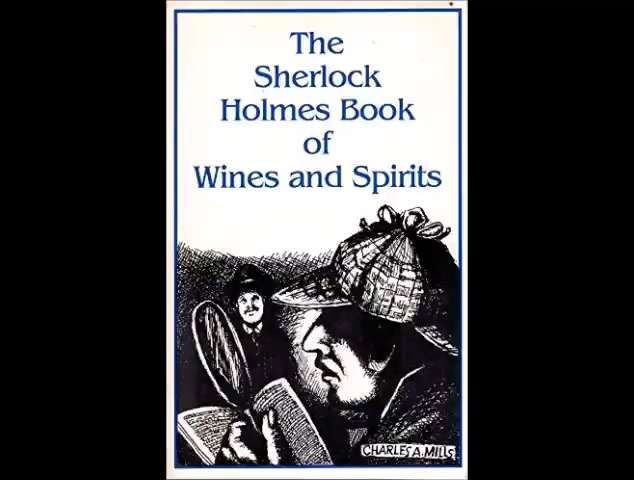 The
Sherlock
Holmes Book
of
Wines and Spirits
CHARLES A. MILLS